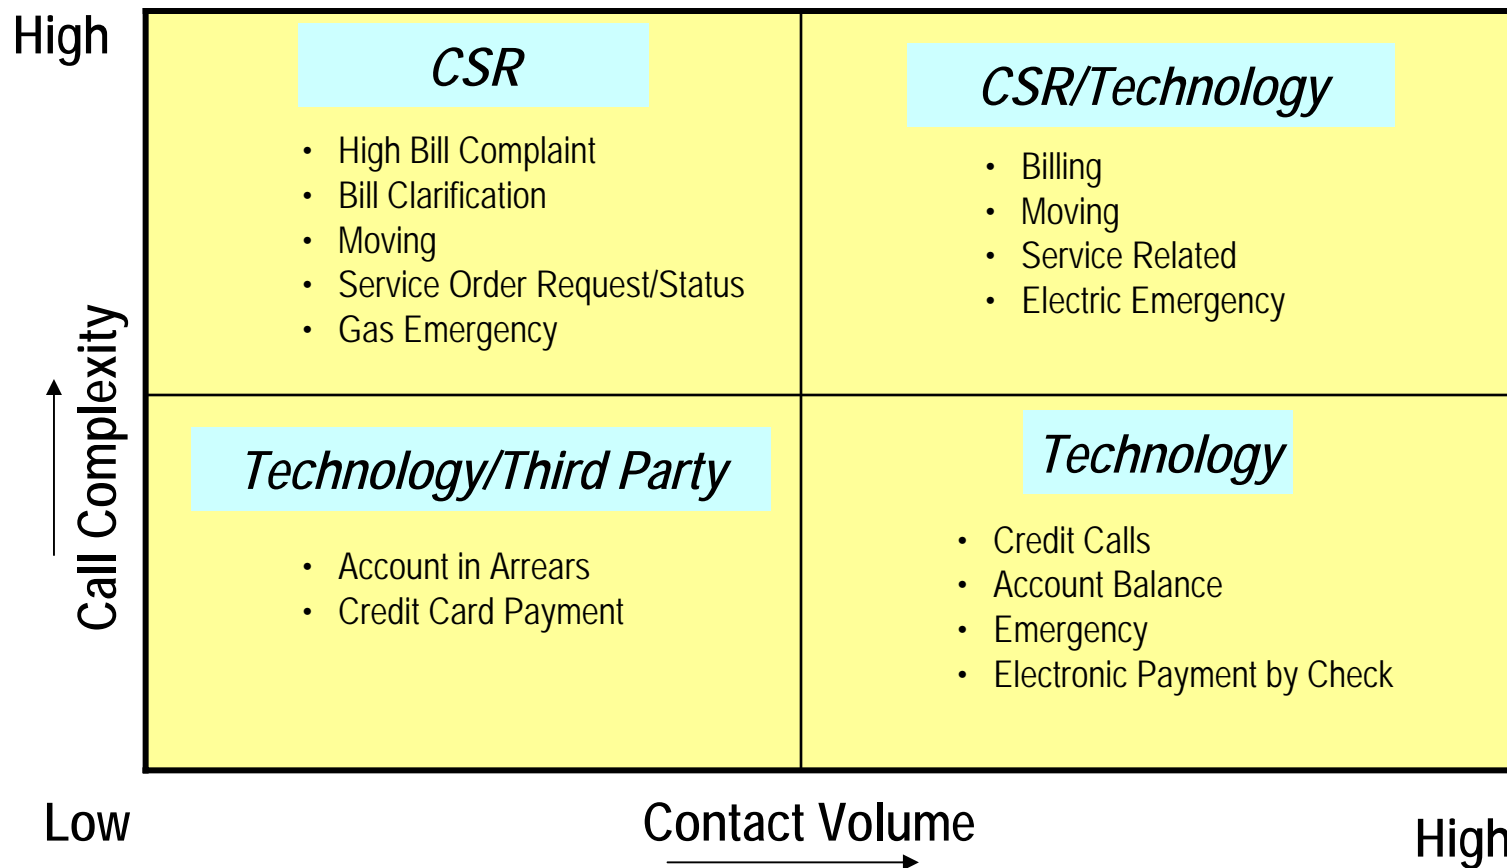 High
CSR
• High Bill Complaint
• Bill Clarification
• Moving
• Service Order Request/Status
• Gas Emergency
CSR/Technology
• Billing
• Moving
• Service Related
• Electric Emergency
Call Complexity
Technology/Third Party
• Account in Arrears
• Credit Card Payment
Technology
• Credit Calls
• Account Balance
• Emergency
• Electronic Payment by Check
Low
Contact Volume
High